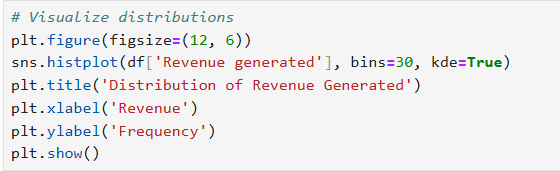 # Visualize distributions
plt.figure(figsize=(12, 6))
sns.histplot(df['Revenue generated'], bins=30, kde=True)
plt.title('Distribution of Revenue Generated')
plt.xlabel('Revenue')
plt.ylabel('Frequency')
plt.show()